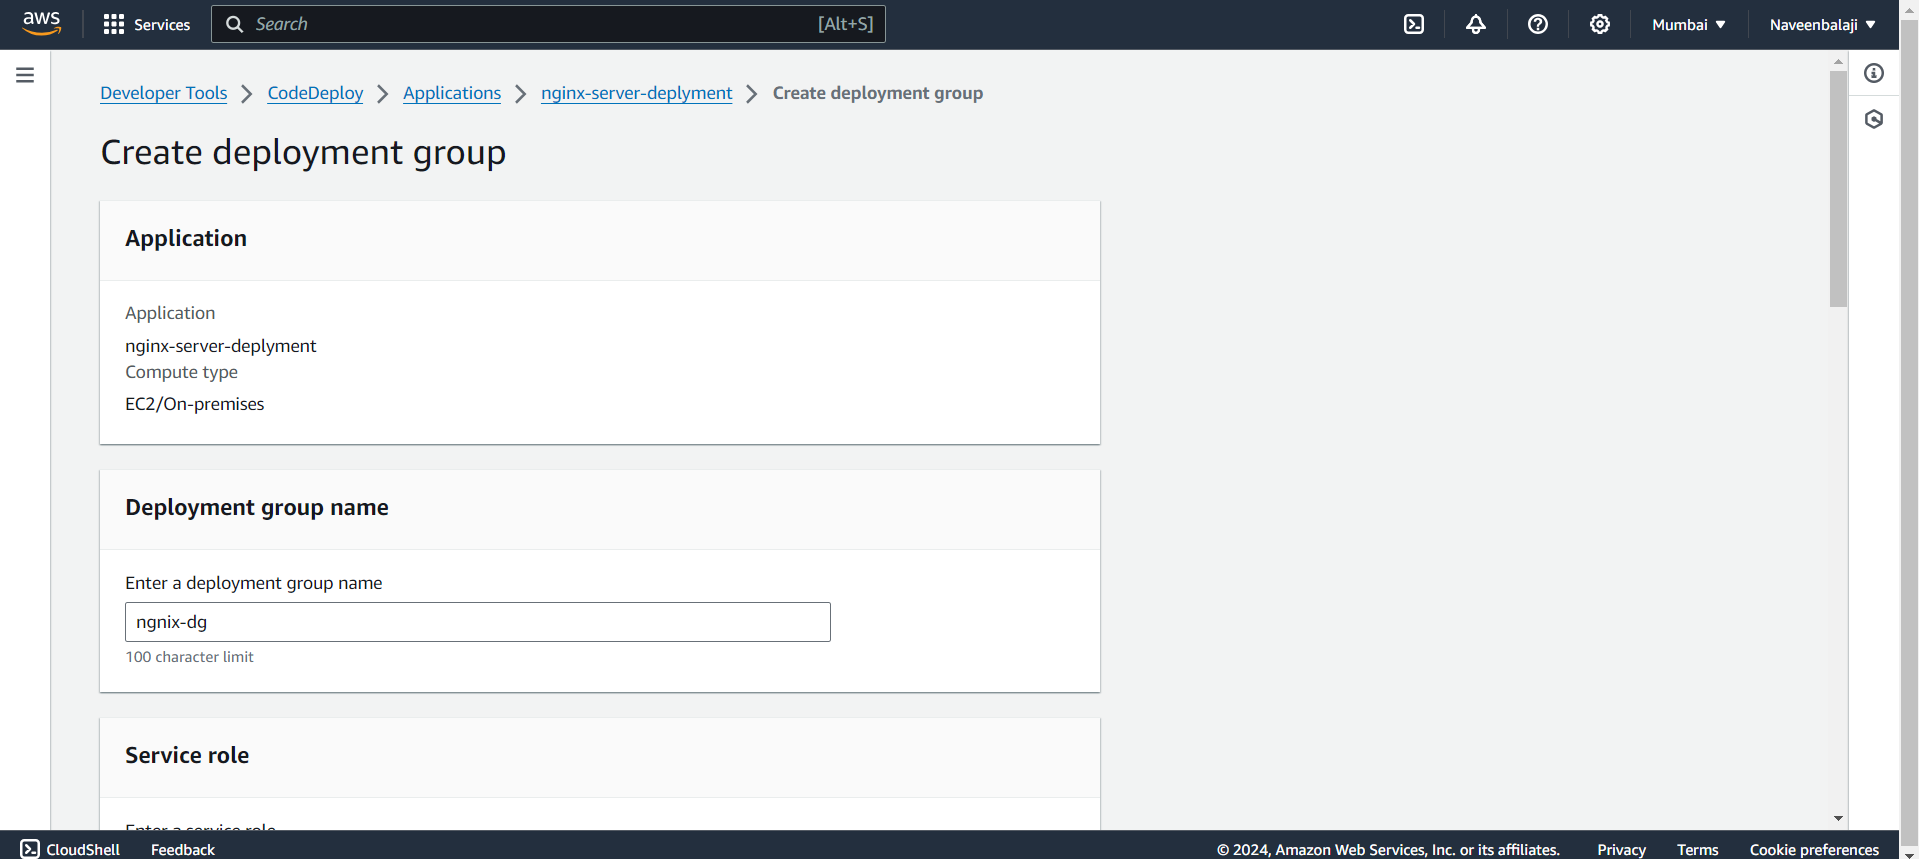 aws Services Search [Alt+S] Mumbai Naveenbalaji
Developer Tools > CodeDeploy > Applications > nginx-server-deplyment > Create deployment group
Create deployment group
Application
Application
nginx-server-deplyment
Compute type
EC2/On-premises
Deployment group name
Enter a deployment group name
ngnix-dg
100 character limit
Service role
Enter a service role
CloudShell Feedback © 2024, Amazon Web Services, Inc. or its affiliates. Privacy Terms Cookie preferences